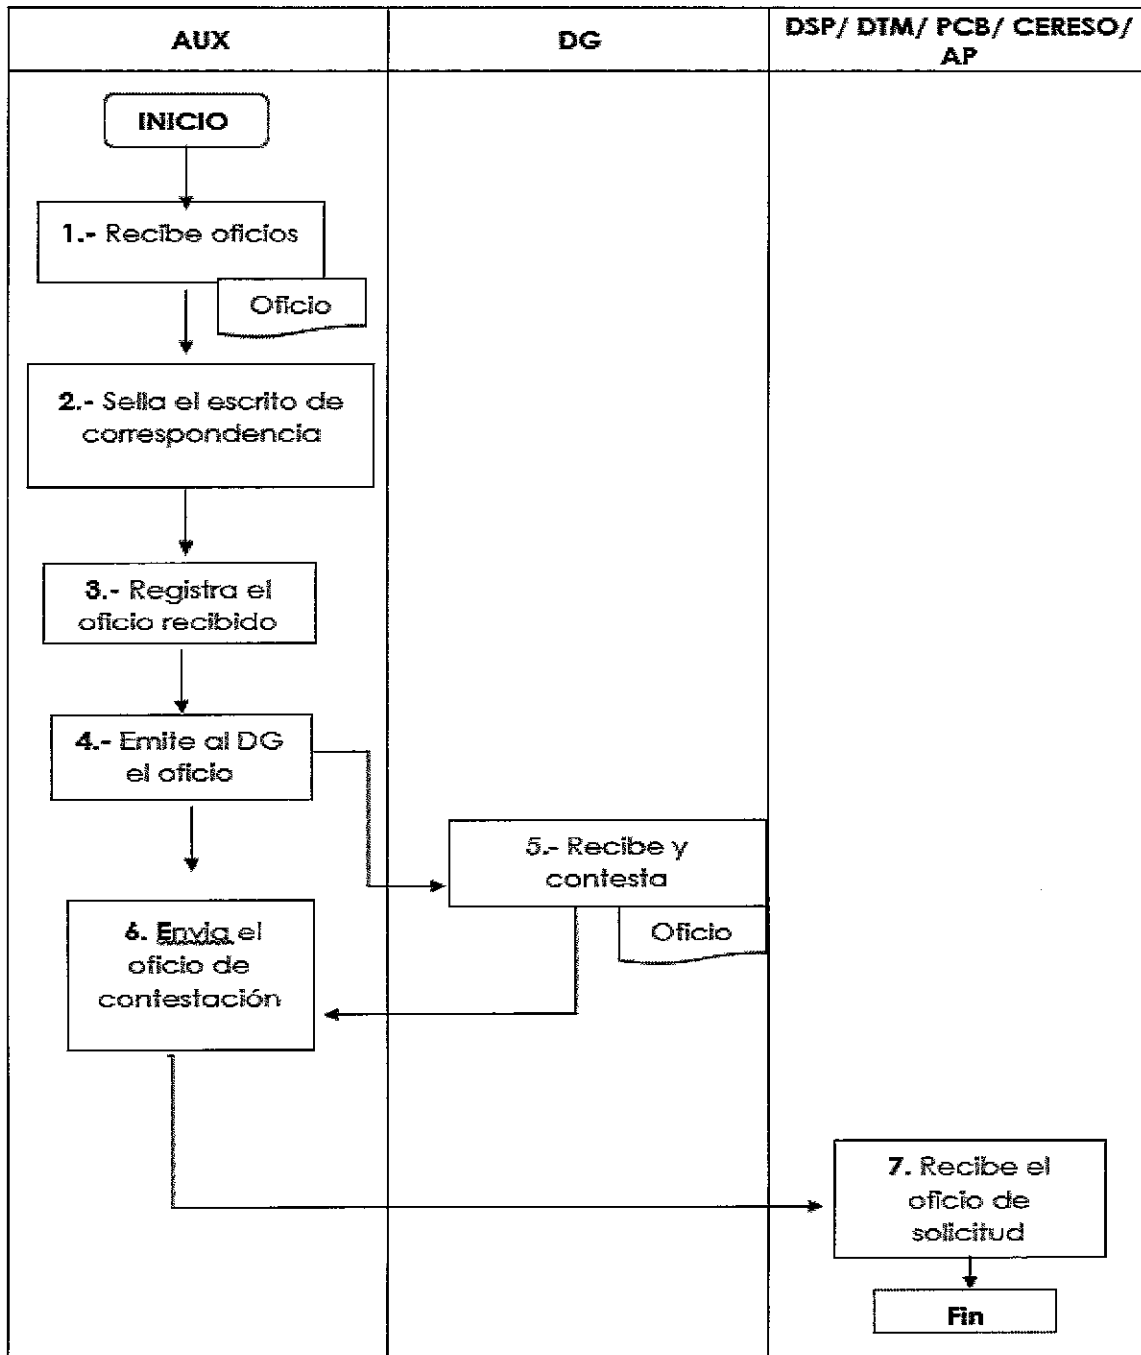 AUX
DG
DSP/ DTM/ PCB/ CERESO/
AP
INICIO
1.- Recibe oficios
Oficio
2.- Sella el escrito de
correspondencia
3.- Registra el
oficio recibido
4.- Emite al DG
el oficio
5.- Recibe y
contesta
Oficio
6. Envia el
oficio de
contestación
7. Recibe el
oficio de
solicitud
Fin